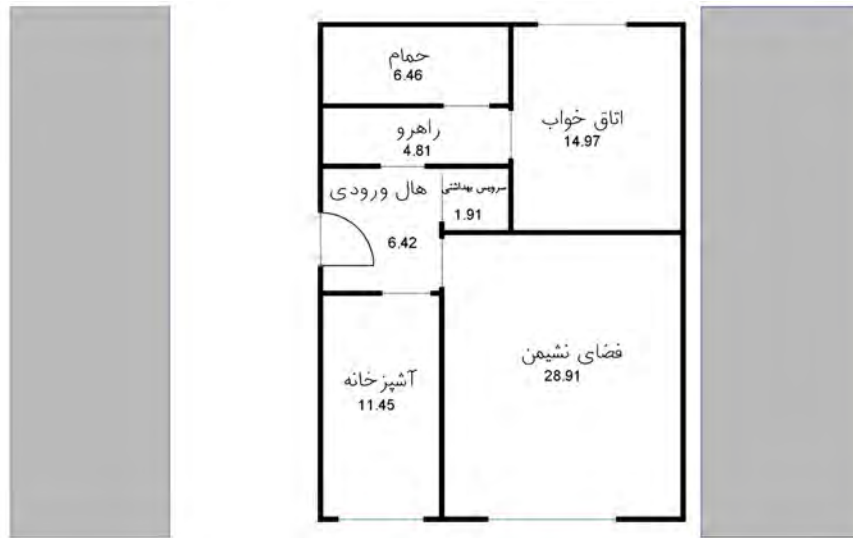 حمام
6.46
راهرو
4.81
اتاق خواب
14.97
هال ورودی
6.42
سرویس بهداشتی
1.91
فضای نشیمن
28.91
آشپزخانه
11.45